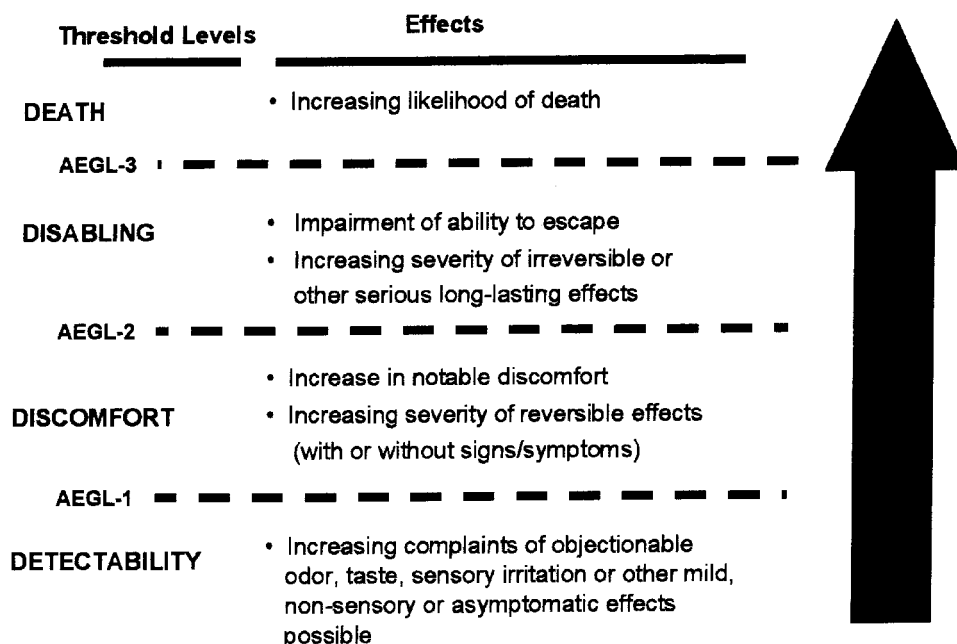 Threshold Levels
Effects
DEATH
• Increasing likelihood of death
AEGL-3
DISABLING
• Impairment of ability to escape
• Increasing severity of irreversible or
other serious long-lasting effects
AEGL-2
DISCOMFORT
• Increase in notable discomfort
• Increasing severity of reversible effects
(with or without signs/symptoms)
AEGL-1
DETECTABILITY
• Increasing complaints of objectionable
odor, taste, sensory irritation or other mild,
non-sensory or asymptomatic effects
possible